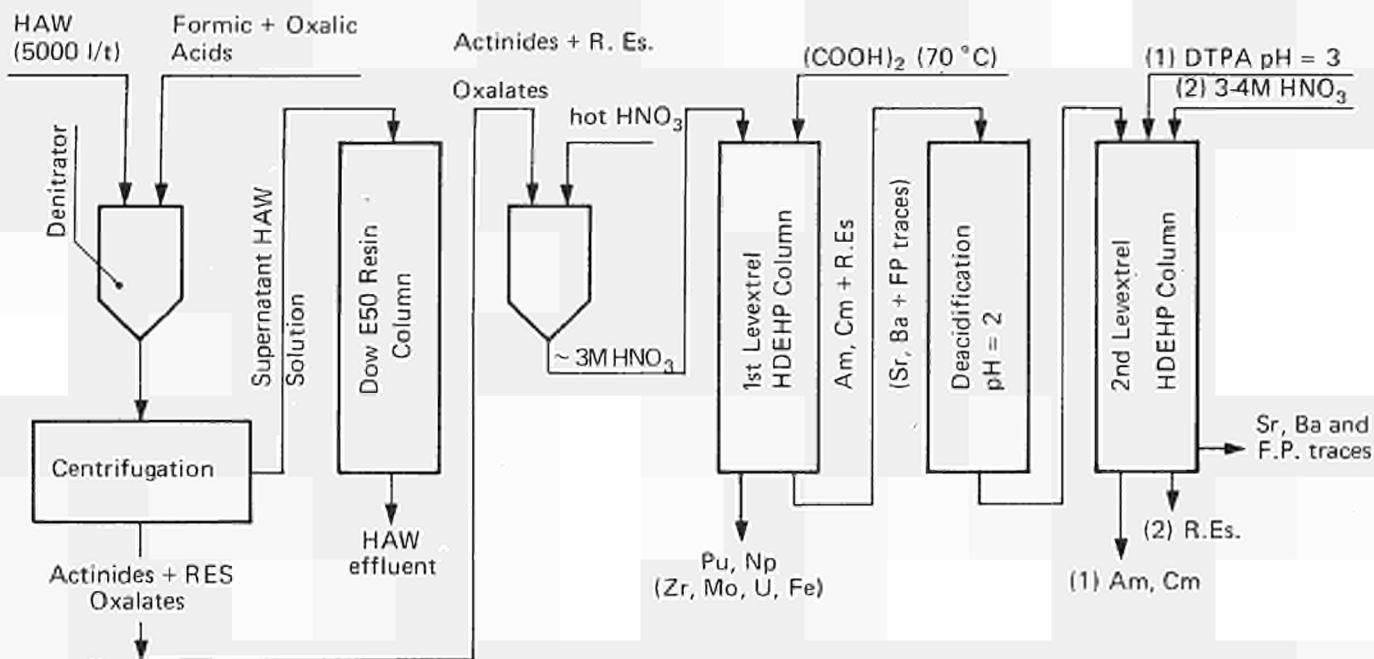 HAW
(5000 l/t)
Formic + Oxalic
Acids
Denitrator
Centrifugation
Actinides + RES
Oxalates
Supernatant HAW
Solution
Dow E50 Resin
Column
HAW
effluent
Actinides + R. Es.
Oxalates
hot HNO₃
~ 3M HNO₃
(COOH)₂ (70 °C)
1st Levextrel
HDEHP Column
Pu, Np
(Zr, Mo, U, Fe)
Am, Cm + R.Es
(Sr, Ba + FP traces)
Deacidification
pH = 2
(1) DTPA pH = 3
(2) 3-4M HNO₃
2nd Levextrel
HDEHP Column
Sr, Ba and
F.P. traces
(2) R.Es.
(1) Am, Cm